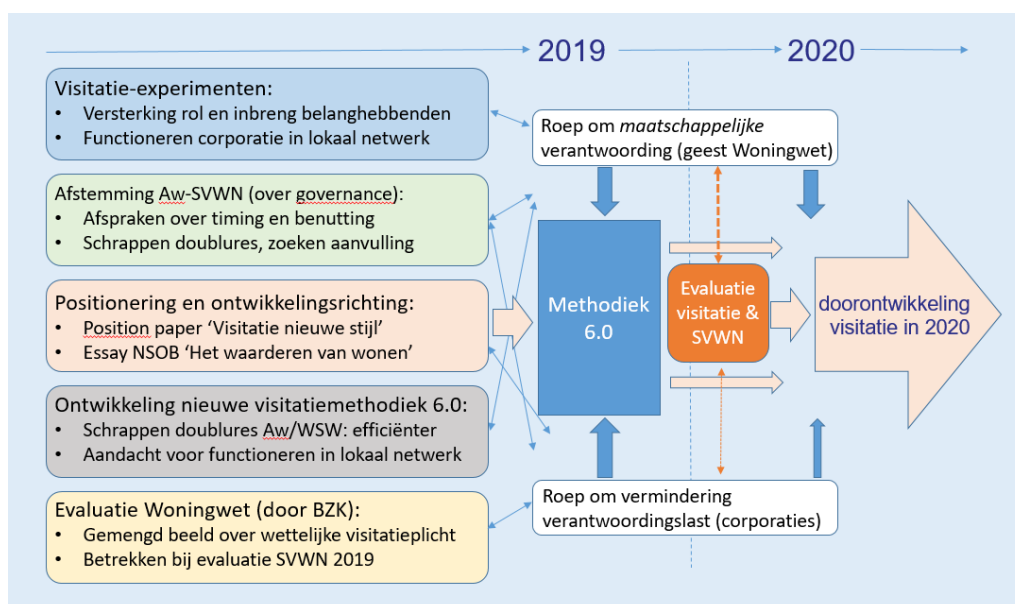 2019
2020
Visitatie-experimenten:
• Versterking rol en inbreng belanghebbenden
• Functioneren corporatie in lokaal netwerk
Afstemming Aw-SVWN (over governance):
• Afspraken over timing en benutting
• Schrappen doublures, zoeken aanvulling
Positionering en ontwikkelingsrichting:
• Position paper ‘Visitatie nieuwe stijl’
• Essay NSOB ‘Het waarderen van wonen’
Ontwikkeling nieuwe visitatiemethodiek 6.0:
• Schrappen doublures Aw/WSW: efficiënter
• Aandacht voor functioneren in lokaal netwerk
Evaluatie Woningwet (door BZK):
• Gemengd beeld over wettelijke visitatieplicht
• Betrekken bij evaluatie SVWN 2019
Roep om maatschappelijke
verantwoording (geest Woningwet)
Methodiek
6.0
Evaluatie
visitatie &
SVWN
doorontwikkeling
visitatie in 2020
Roep om vermindering
verantwoordingslast (corporaties)